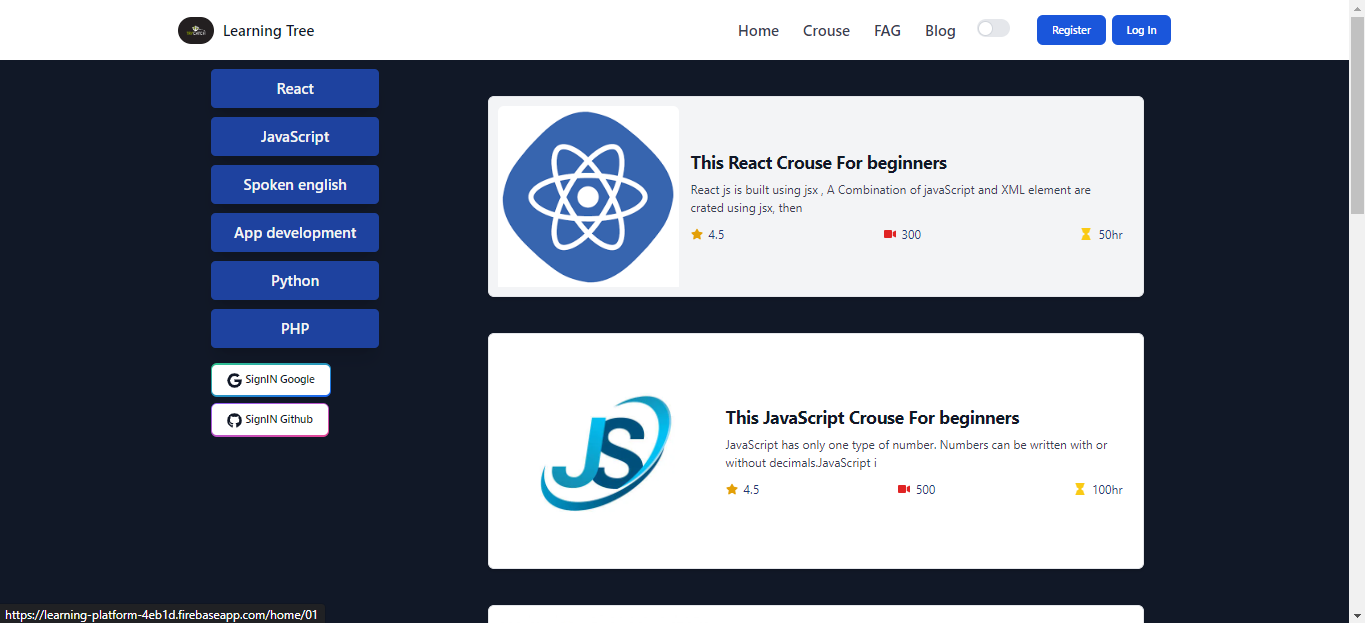 Learning Tree
Home
Crouse
FAG
Blog
Register
Log In
React
JavaScript
Spoken english
App development
Python
PHP
SignIN Google
SignIN Github
This React Crouse For beginners
React js is built using jsx , A Combination of javaScript and XML element are
crated using jsx, then
4.5
300
50hr
JS
This JavaScript Crouse For beginners
JavaScript has only one type of number. Numbers can be written with or
without decimals.JavaScript i
4.5
500
100hr
https://learning-platform-4eb1d.firebaseapp.com/home/01